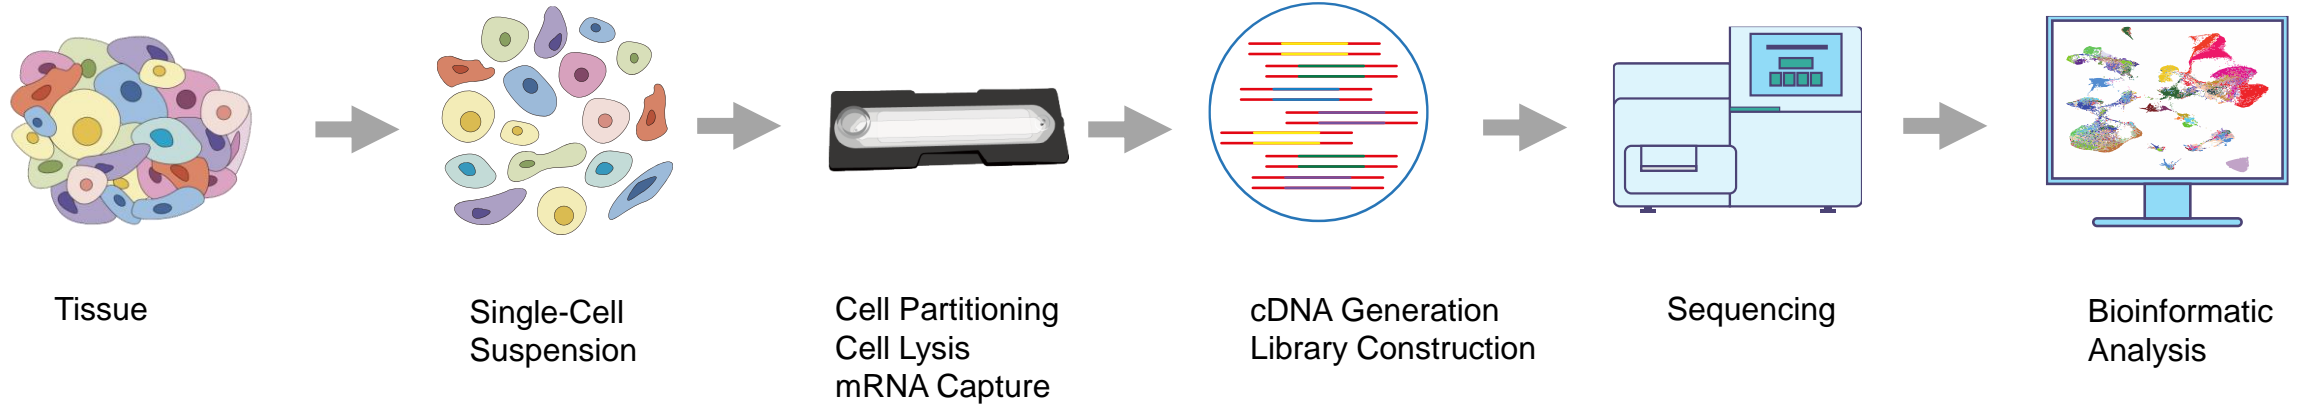 Tissue
Single-Cell
Suspension
Cell Partitioning
Cell Lysis
mRNA Capture
cDNA Generation
Library Construction
Sequencing
Bioinformatic
Analysis